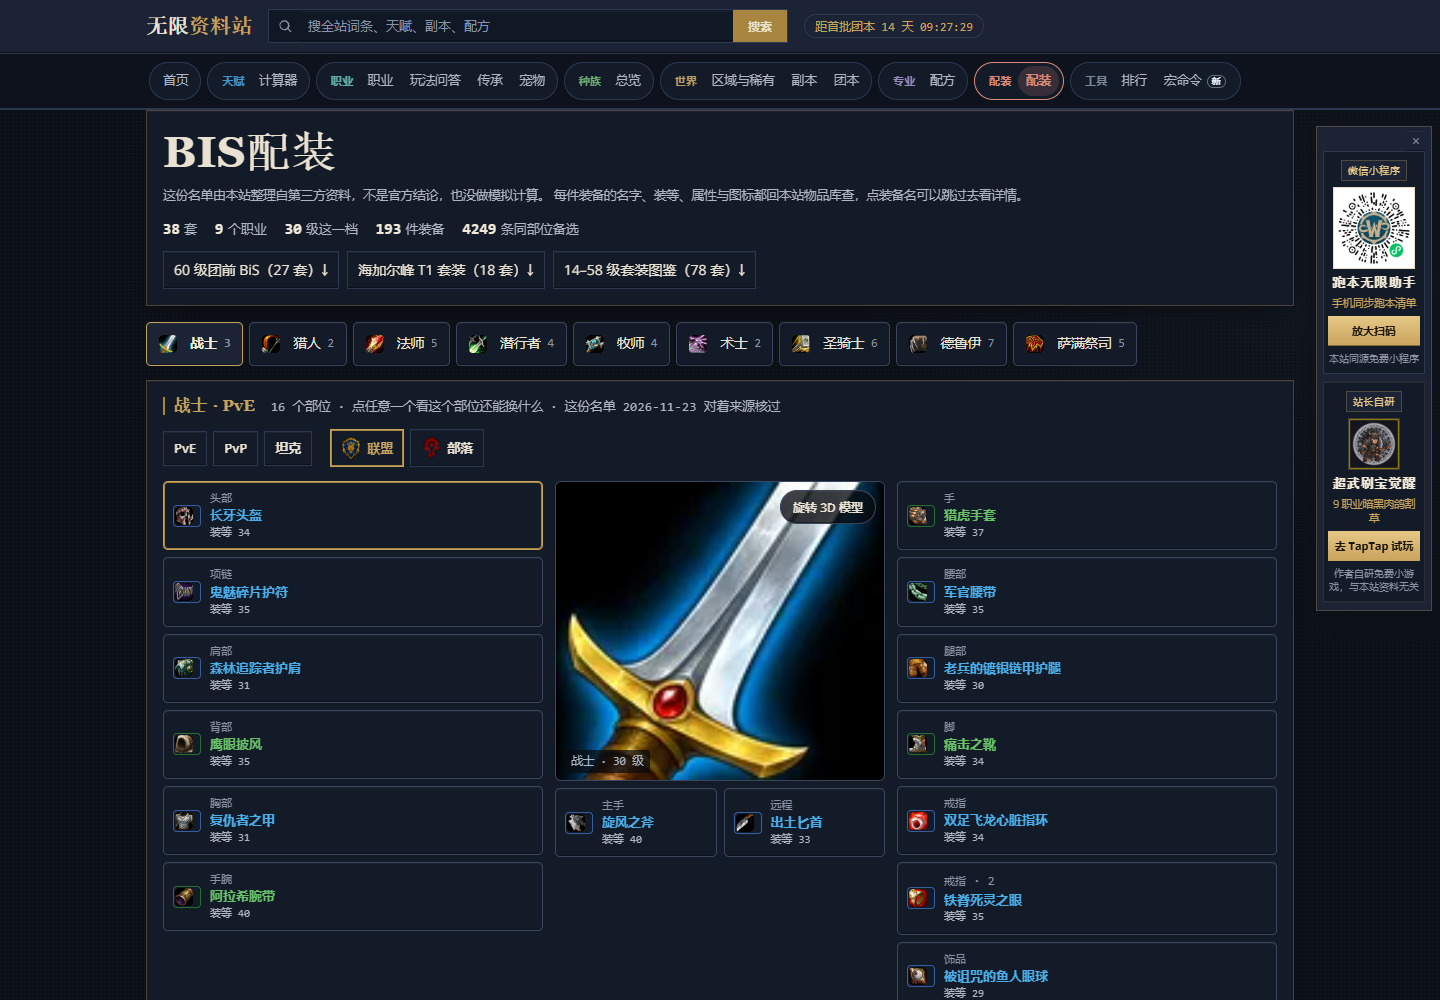 无限资料站
搜全站词条、天赋、副本、配方
搜索
距首批团本 14 天 09:27:29
首页
天赋 计算器
职业 职业 玩法问答 传承 宠物
种族 总览
世界 区域与稀有 副本 团本
专业 配方
配装 配装
工具 排行 宏命令 新
BIS配装
这份名单由本站整理自第三方资料，不是官方结论，也没做模拟计算。 每件装备的名字、装等、属性与图标都回本站物品库查，点装备名可以跳过去看详情。
38 套 9 个职业 30 级这一档 193 件装备 4249 条同部位备选
60 级团前 BiS（27 套）↓
海加尔峰 T1 套装（18 套）↓
14–58 级套装图鉴（78 套）↓
战士 3
猎人 2
法师 5
潜行者 4
牧师 4
术士 2
圣骑士 6
德鲁伊 7
萨满祭司 5
战士 · PvE 16 个部位 · 点任意一个看这个部位还能换什么 · 这份名单 2026-11-23 对着来源核过
PvE
PvP
坦克
联盟
部落
头部
长牙头盔
装等 34
项链
鬼魅碎片护符
装等 35
肩部
森林追踪者护肩
装等 31
背部
鹰眼披风
装等 35
胸部
复仇者之甲
装等 31
手腕
阿拉希腕带
装等 40
旋转 3D 模型
战士 · 30 级
主手
旋风之斧
装等 40
远程
出土匕首
装等 33
手
猎虎手套
装等 37
腰部
军官腰带
装等 35
腿部
老兵的镀银链甲护腿
装等 30
脚
痛击之靴
装等 34
戒指
双足飞龙心脏指环
装等 34
戒指 · 2
铁脊死灵之眼
装等 35
饰品
被诅咒的鱼人眼球
装等 29
×
微信小程序
跑本无限助手
手机同步跑本清单
放大扫码
本站同源免费小程序
站长自研
超武刷宝觉醒
9 职业暗黑肉鸽割
草
去 TapTap 试玩
作者自研免费小游
戏，与本站资料无关